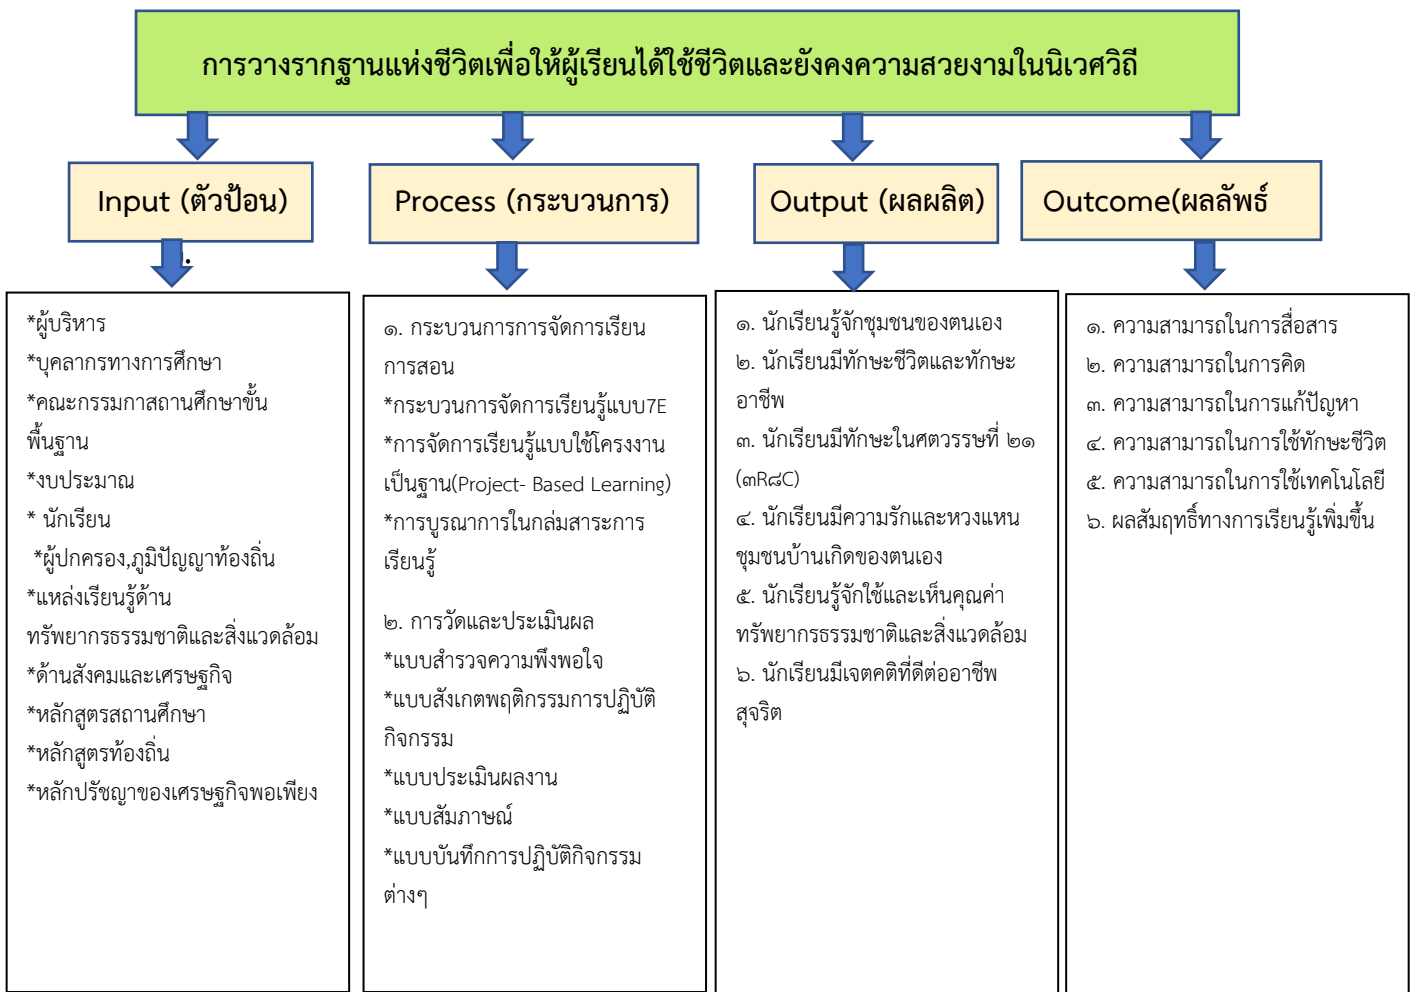 การวางรากฐานแห่งชีวิตเพื่อให้ผู้เรียนได้ใช้ชีวิตและยังคงความสวยงามในนิเวศวิถี
Input (ตัวป้อน)
.
*ผู้บริหาร
*บุคลากรทางการศึกษา
*คณะกรรมกาสถานศึกษาขั้น
พื้นฐาน
*งบประมาณ
* นักเรียน
*ผู้ปกครอง,ภูมิปัญญาท้องถิ่น
*แหล่งเรียนรู้ด้าน
ทรัพยากรธรรมชาติและสิ่งแวดล้อม
*ด้านสังคมและเศรษฐกิจ
*หลักสูตรสถานศึกษา
*หลักสูตรท้องถิ่น
*หลักปรัชญาของเศรษฐกิจพอเพียง
Process (กระบวนการ)
๑. กระบวนการการจัดการเรียน
การสอน
*กระบวนการจัดการเรียนรู้แบบ7E
*การจัดการเรียนรู้แบบใช้โครงงาน
เป็นฐาน(Project- Based Learning)
*การบูรณาการในกล่มสาระการ
เรียนรู้
๒. การวัดและประเมินผล
*แบบสำรวจความพึงพอใจ
*แบบสังเกตพฤติกรรมการปฏิบัติ
กิจกรรม
*แบบประเมินผลงาน
*แบบสัมภาษณ์
*แบบบันทึกการปฏิบัติกิจกรรม
ต่างๆ
Output (ผลผลิต)
๑. นักเรียนรู้จักชุมชนของตนเอง
๒. นักเรียนมีทักษะชีวิตและทักษะ
อาชีพ
๓. นักเรียนมีทักษะในศตวรรษที่ ๒๑
(๓R๘C)
๔. นักเรียนมีความรักและหวงแหน
ชุมชนบ้านเกิดของตนเอง
๕. นักเรียนรู้จักใช้และเห็นคุณค่า
ทรัพยากรธรรมชาติและสิ่งแวดล้อม
๖. นักเรียนมีเจตคติที่ดีต่ออาชีพ
สุจริต
Outcome(ผลลัพธ์
๑. ความสามารถในการสื่อสาร
๒. ความสามารถในการคิด
๓. ความสามารถในการแก้ปัญหา
๔. ความสามารถในการใช้ทักษะชีวิต
๕. ความสามารถในการใช้เทคโนโลยี
๖. ผลสัมฤทธิ์ทางการเรียนรู้เพิ่มขึ้น